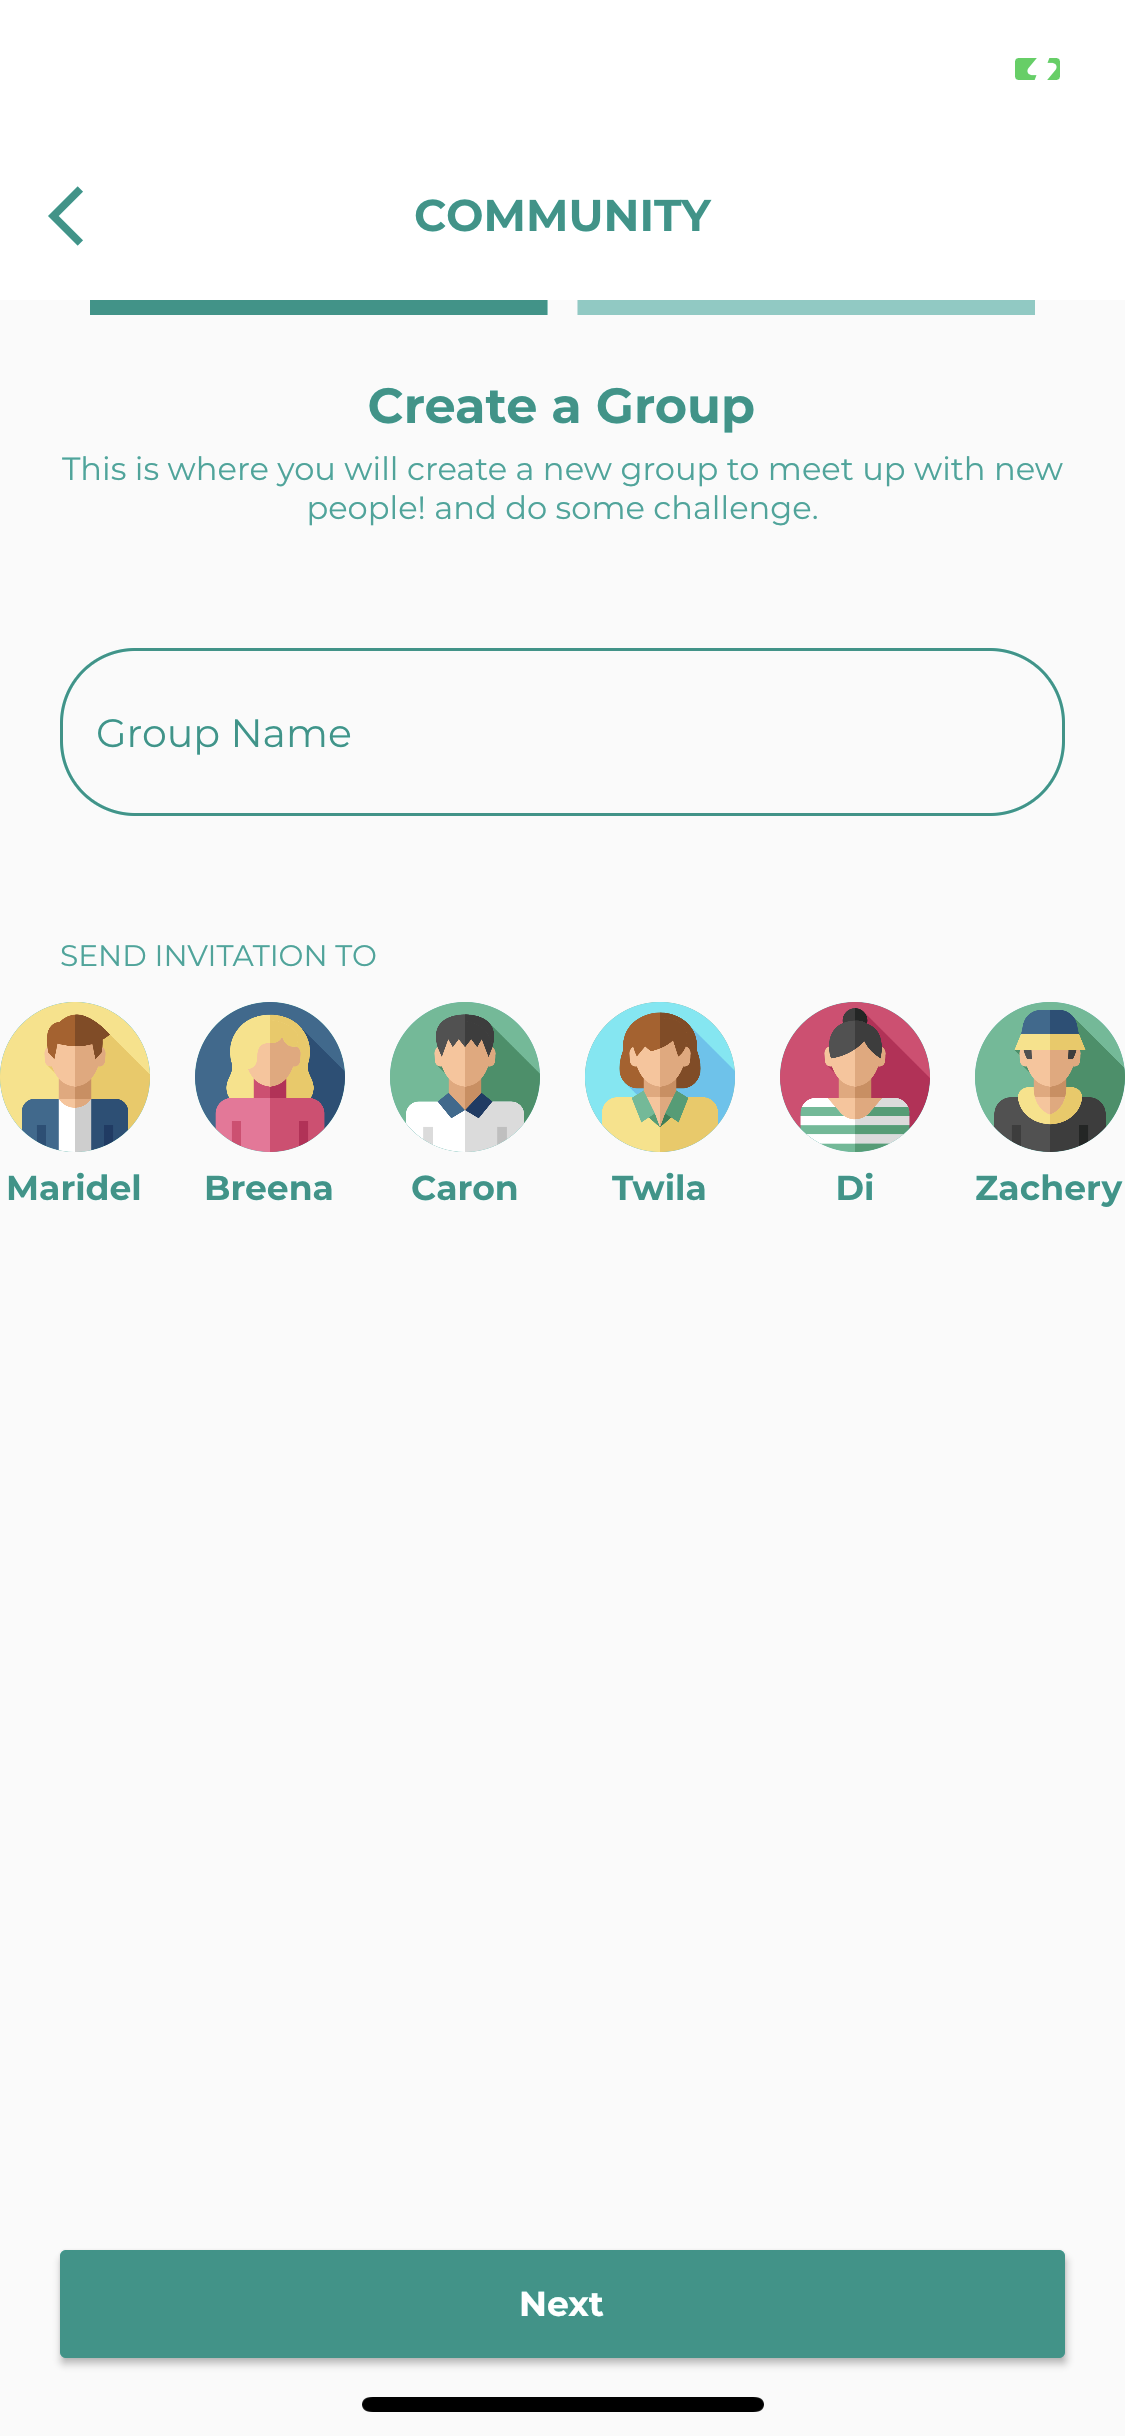 COMMUNITY
Create a Group
This is where you will create a new group to meet up with new
people! and do some challenge.
Group Name
SEND INVITATION TO
Maridel Breena Caron Twila Di Zachery
Next